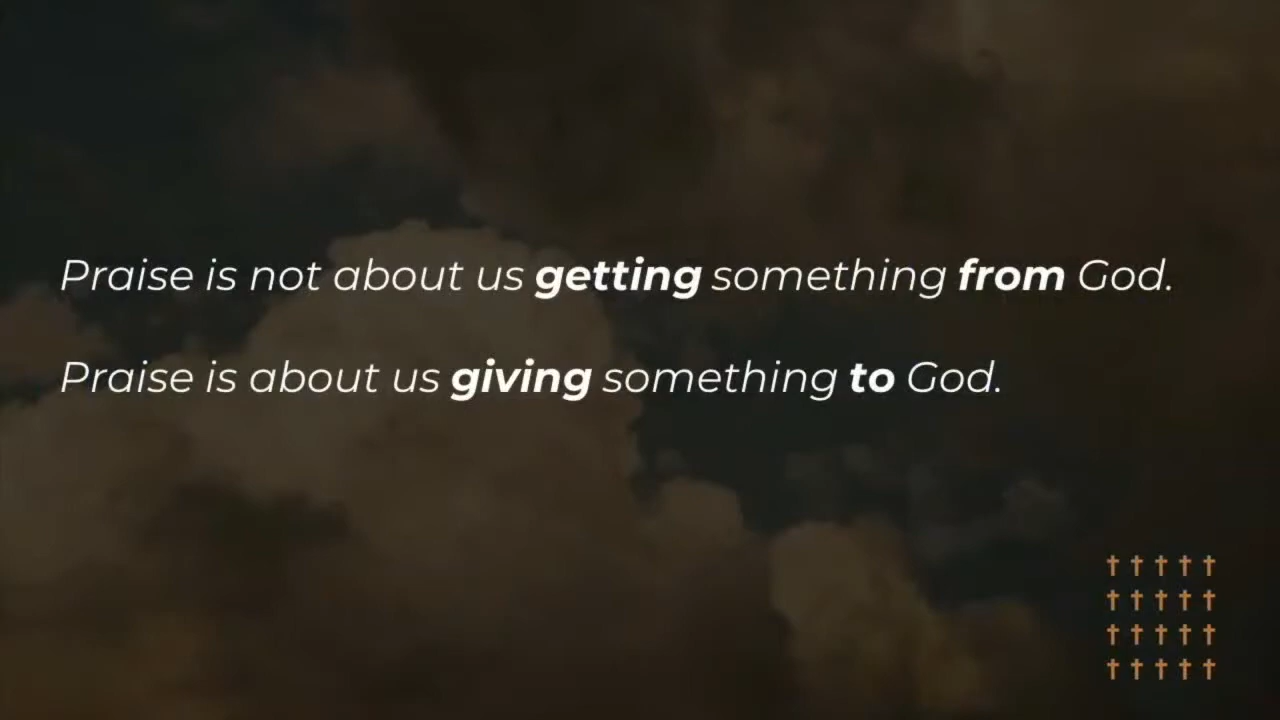 Praise is not about us getting something from God.
Praise is about us giving something to God.